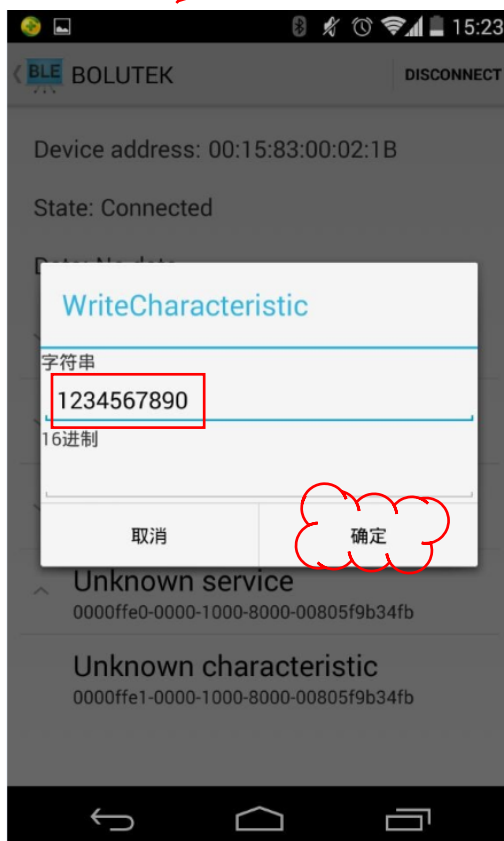 15:23
BLE BOLUTEK DISCONNECT
Device address: 00:15:83:00:02:1B
State: Connected
WriteCharacteristic
字符串
1234567890
16进制
取消 确定
Unknown service
0000ffe0-0000-1000-8000-00805f9b34fb
Unknown characteristic
0000ffe1-0000-1000-8000-00805f9b34fb